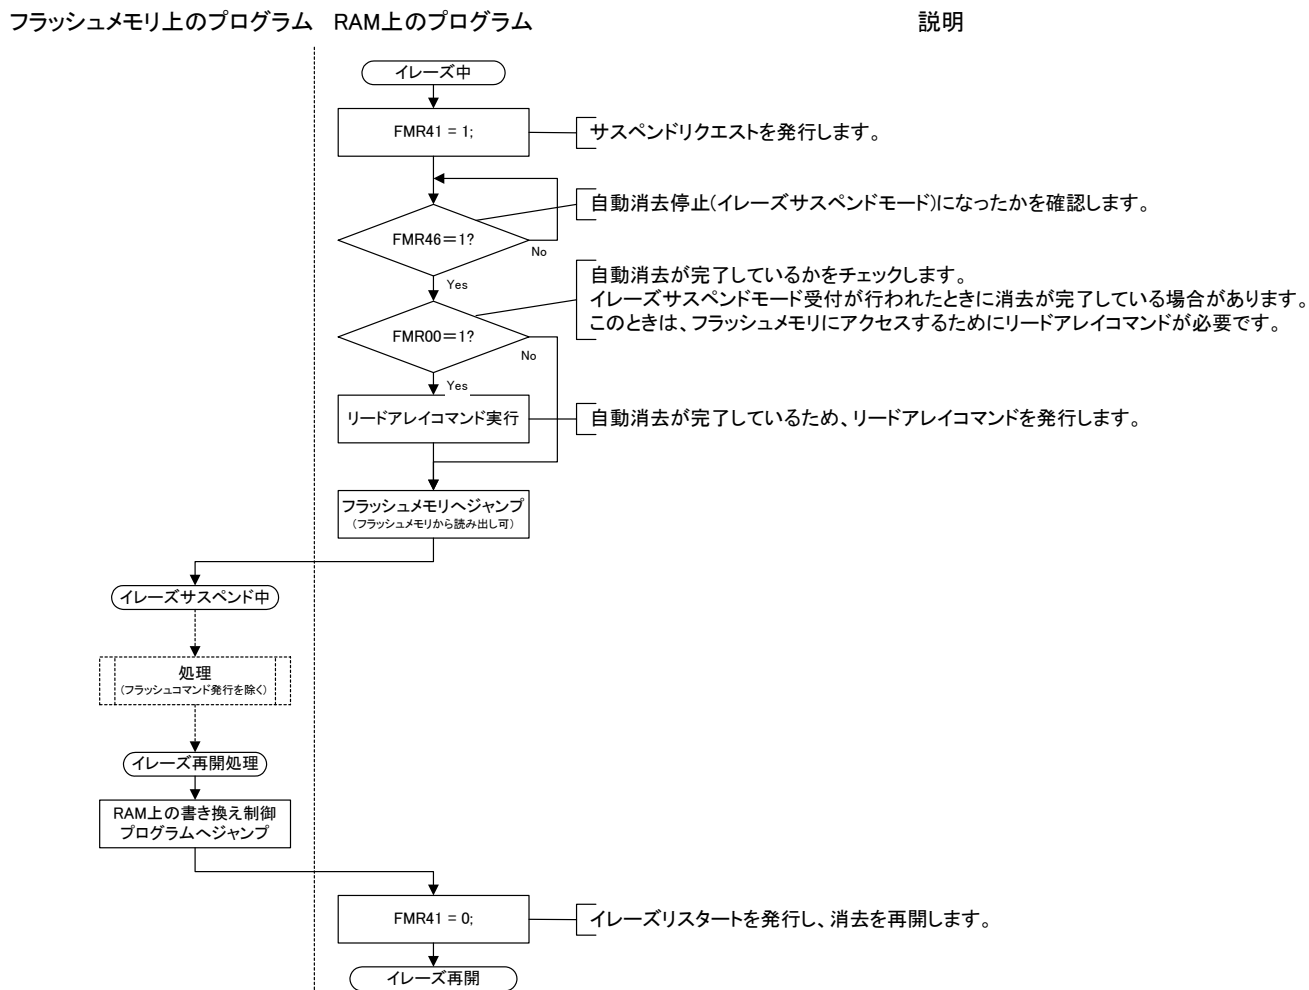 フラッシュメモリ上のプログラム
RAM上のプログラム
説明
イレーズ中
FMR41 = 1;
サスペンドリクエストを発行します。
自動消去停止(イレーズサスペンドモード)になったかを確認します。
FMR46=1?
No
Yes
自動消去が完了しているかをチェックします。
イレーズサスペンドモード受付が行われたときに消去が完了している場合があります。
このときは、フラッシュメモリにアクセスするためにリードアレイコマンドが必要です。
FMR00=1?
No
Yes
リードアレイコマンド実行
自動消去が完了しているため、リードアレイコマンドを発行します。
フラッシュメモリへジャンプ
(フラッシュメモリから読み出し可)
イレーズサスペンド中
処理
(フラッシュコマンド発行を除く)
イレーズ再開処理
RAM上の書き換え制御
プログラムへジャンプ
FMR41 = 0;
イレーズリスタートを発行し、消去を再開します。
イレーズ再開